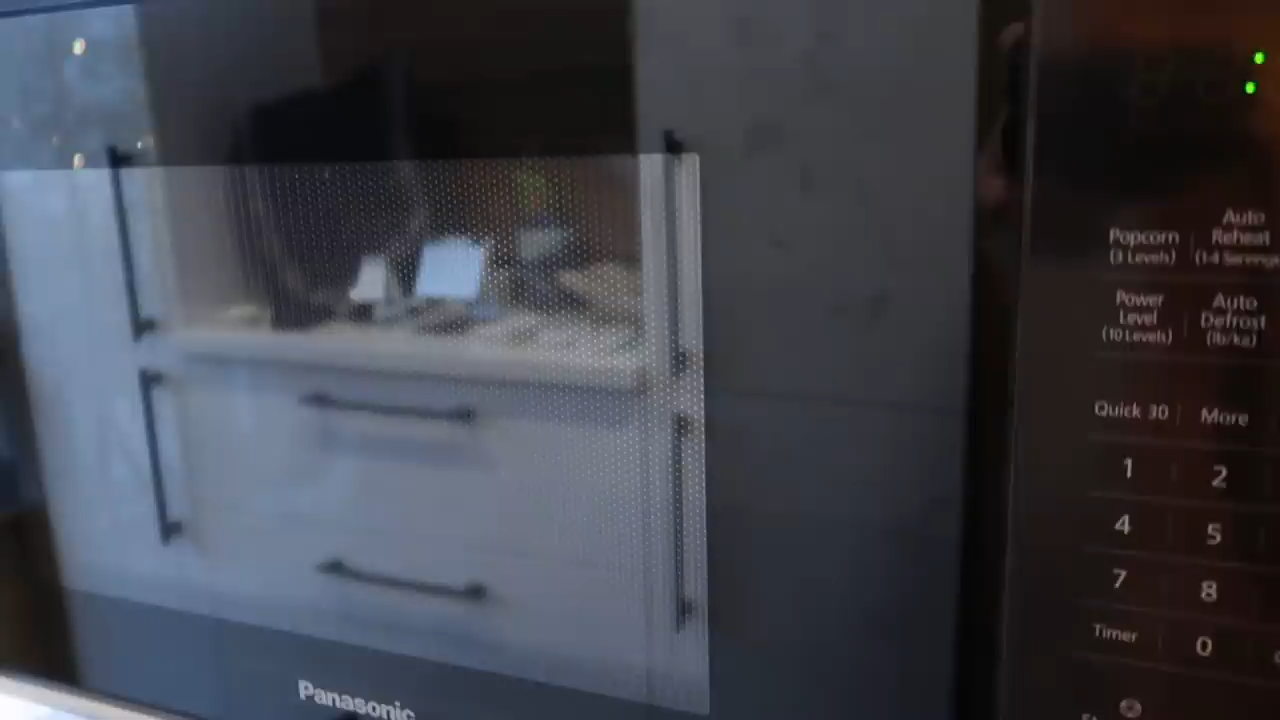 Popcorn
(3 Levels)
Auto
Reheat
Power
Level
(10 Levels)
Auto
Defrost
(lb/kg)
Quick 30
More
1
2
4
5
7
8
Timer
0
Panasonic